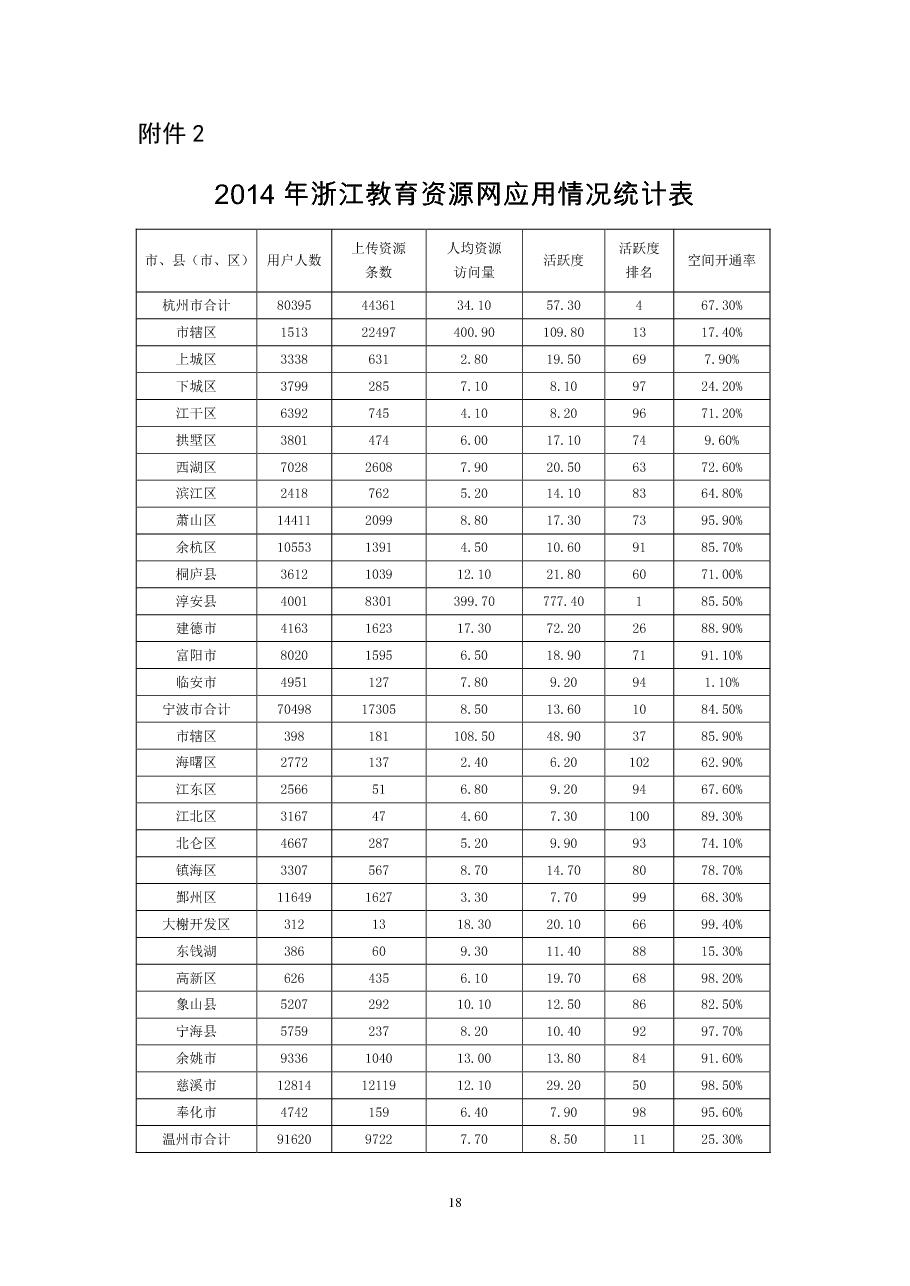 附件 2
2014 年浙江教育资源网应用情况统计表
市、县（市、区） 用户人数 上传资源条数 人均资源访问量 活跃度 活跃度排名 空间开通率
杭州市合计 80395 44361 34.10 57.30 4 67.30%
市辖区 1513 22497 400.90 109.80 13 17.40%
上城区 3338 631 2.80 19.50 69 7.90%
下城区 3799 285 7.10 8.10 97 24.20%
江干区 6392 745 4.10 8.20 96 71.20%
拱墅区 3801 474 6.00 17.10 74 9.60%
西湖区 7028 2608 7.90 20.50 63 72.60%
滨江区 2418 762 5.20 14.10 83 64.80%
萧山区 14411 2099 8.80 17.30 73 95.90%
余杭区 10553 1391 4.50 10.60 91 85.70%
桐庐县 3612 1039 12.10 21.80 60 71.00%
淳安县 4001 8301 399.70 777.40 1 85.50%
建德市 4163 1623 17.30 72.20 26 88.90%
富阳市 8020 1595 6.50 18.90 71 91.10%
临安市 4951 127 7.80 9.20 94 1.10%
宁波市合计 70498 17305 8.50 13.60 10 84.50%
市辖区 398 181 108.50 48.90 37 85.90%
海曙区 2772 137 2.40 6.20 102 62.90%
江东区 2566 51 6.80 9.20 94 67.60%
江北区 3167 47 4.60 7.30 100 89.30%
北仑区 4667 287 5.20 9.90 93 74.10%
镇海区 3307 567 8.70 14.70 80 78.70%
鄞州区 11649 1627 3.30 7.70 99 68.30%
大榭开发区 312 13 18.30 20.10 66 99.40%
东钱湖 386 60 9.30 11.40 88 15.30%
高新区 626 435 6.10 19.70 68 98.20%
象山县 5207 292 10.10 12.50 86 82.50%
宁海县 5759 237 8.20 10.40 92 97.70%
余姚市 9336 1040 13.00 13.80 84 91.60%
慈溪市 12814 12119 12.10 29.20 50 98.50%
奉化市 4742 159 6.40 7.90 98 95.60%
温州市合计 91620 9722 7.70 8.50 11 25.30%
18